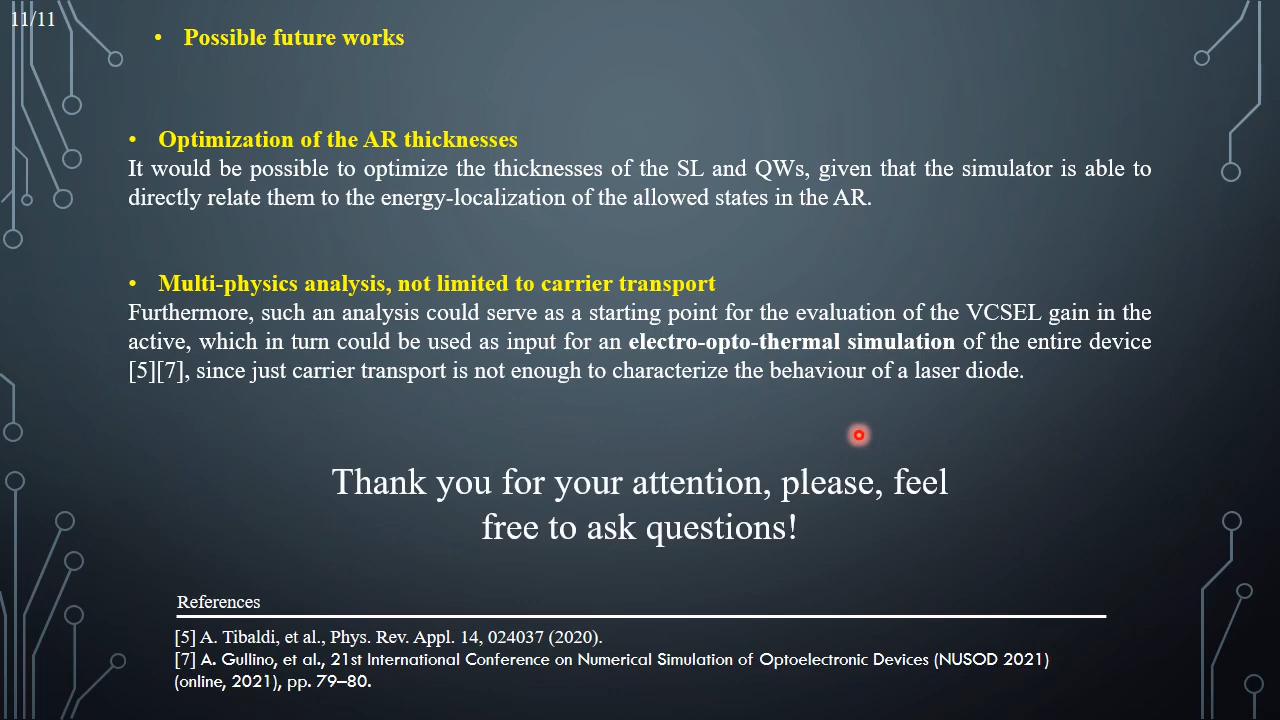 11/11
• Possible future works
• Optimization of the AR thicknesses
It would be possible to optimize the thicknesses of the SL and QWs, given that the simulator is able to
directly relate them to the energy-localization of the allowed states in the AR.
• Multi-physics analysis, not limited to carrier transport
Furthermore, such an analysis could serve as a starting point for the evaluation of the VCSEL gain in the
active, which in turn could be used as input for an electro-opto-thermal simulation of the entire device
[5][7], since just carrier transport is not enough to characterize the behaviour of a laser diode.
Thank you for your attention, please, feel
free to ask questions!
References
[5] A. Tibaldi, et al., Phys. Rev. Appl. 14, 024037 (2020).
[7] A. Gullino, et al., 21st International Conference on Numerical Simulation of Optoelectronic Devices (NUSOD 2021)
(online, 2021), pp. 79–80.